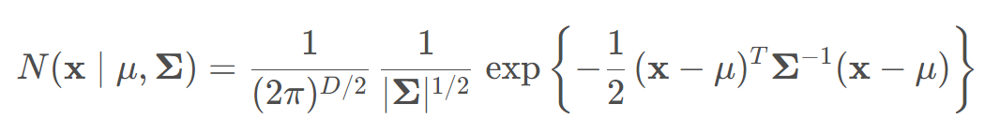 N(x | μ, Σ) = 1/(2π)^{D/2} 1/|Σ|^{1/2} exp{−1/2(x − μ)^T Σ^{−1}(x − μ)}